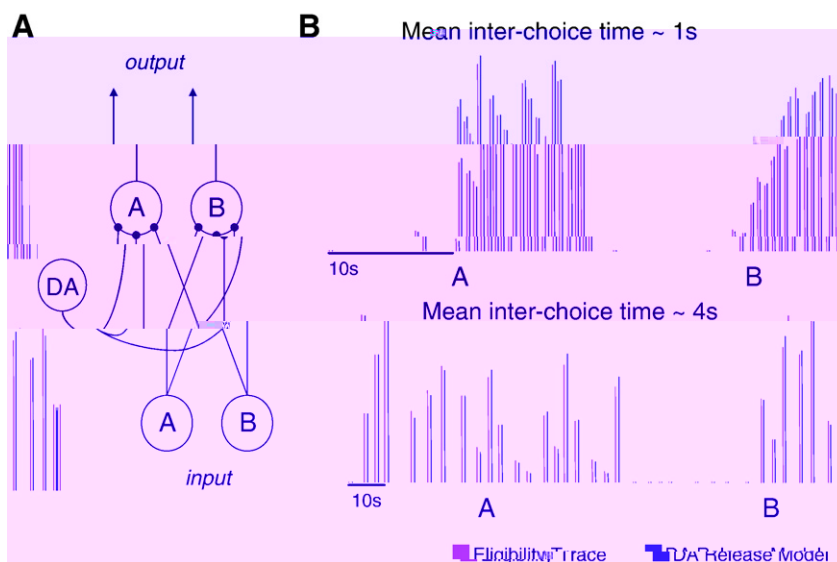 A
B
Mean inter-choice time ~ 1s
output
A
B
10s
A
B
DA
Mean inter-choice time ~ 4s
A
B
10s
A
B
input
Eligibility Trace
DA Release Model